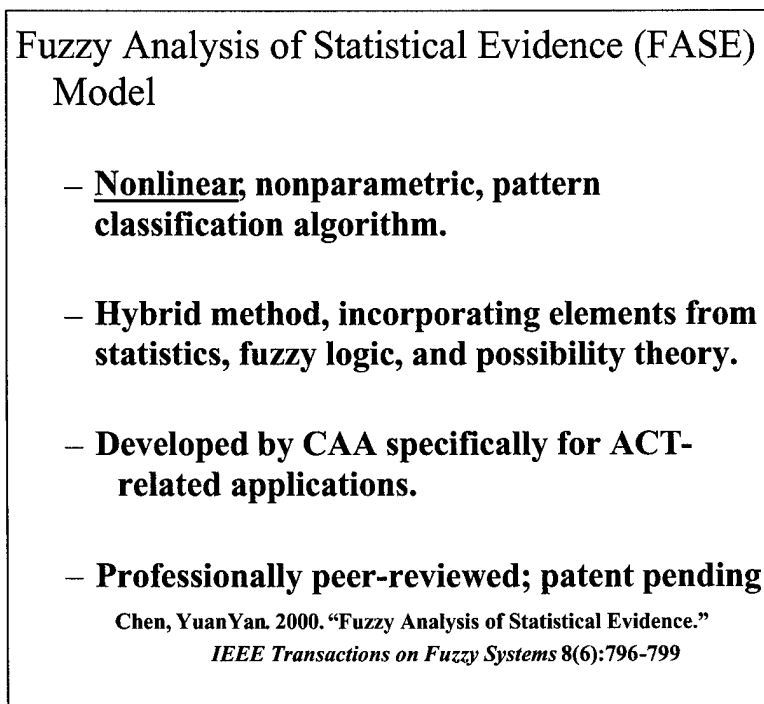 Fuzzy Analysis of Statistical Evidence (FASE)
Model
– Nonlinear, nonparametric, pattern
classification algorithm.
– Hybrid method, incorporating elements from
statistics, fuzzy logic, and possibility theory.
– Developed by CAA specifically for ACT-
related applications.
– Professionally peer-reviewed; patent pending
Chen, YuanYan. 2000. “Fuzzy Analysis of Statistical Evidence.”
IEEE Transactions on Fuzzy Systems 8(6):796-799